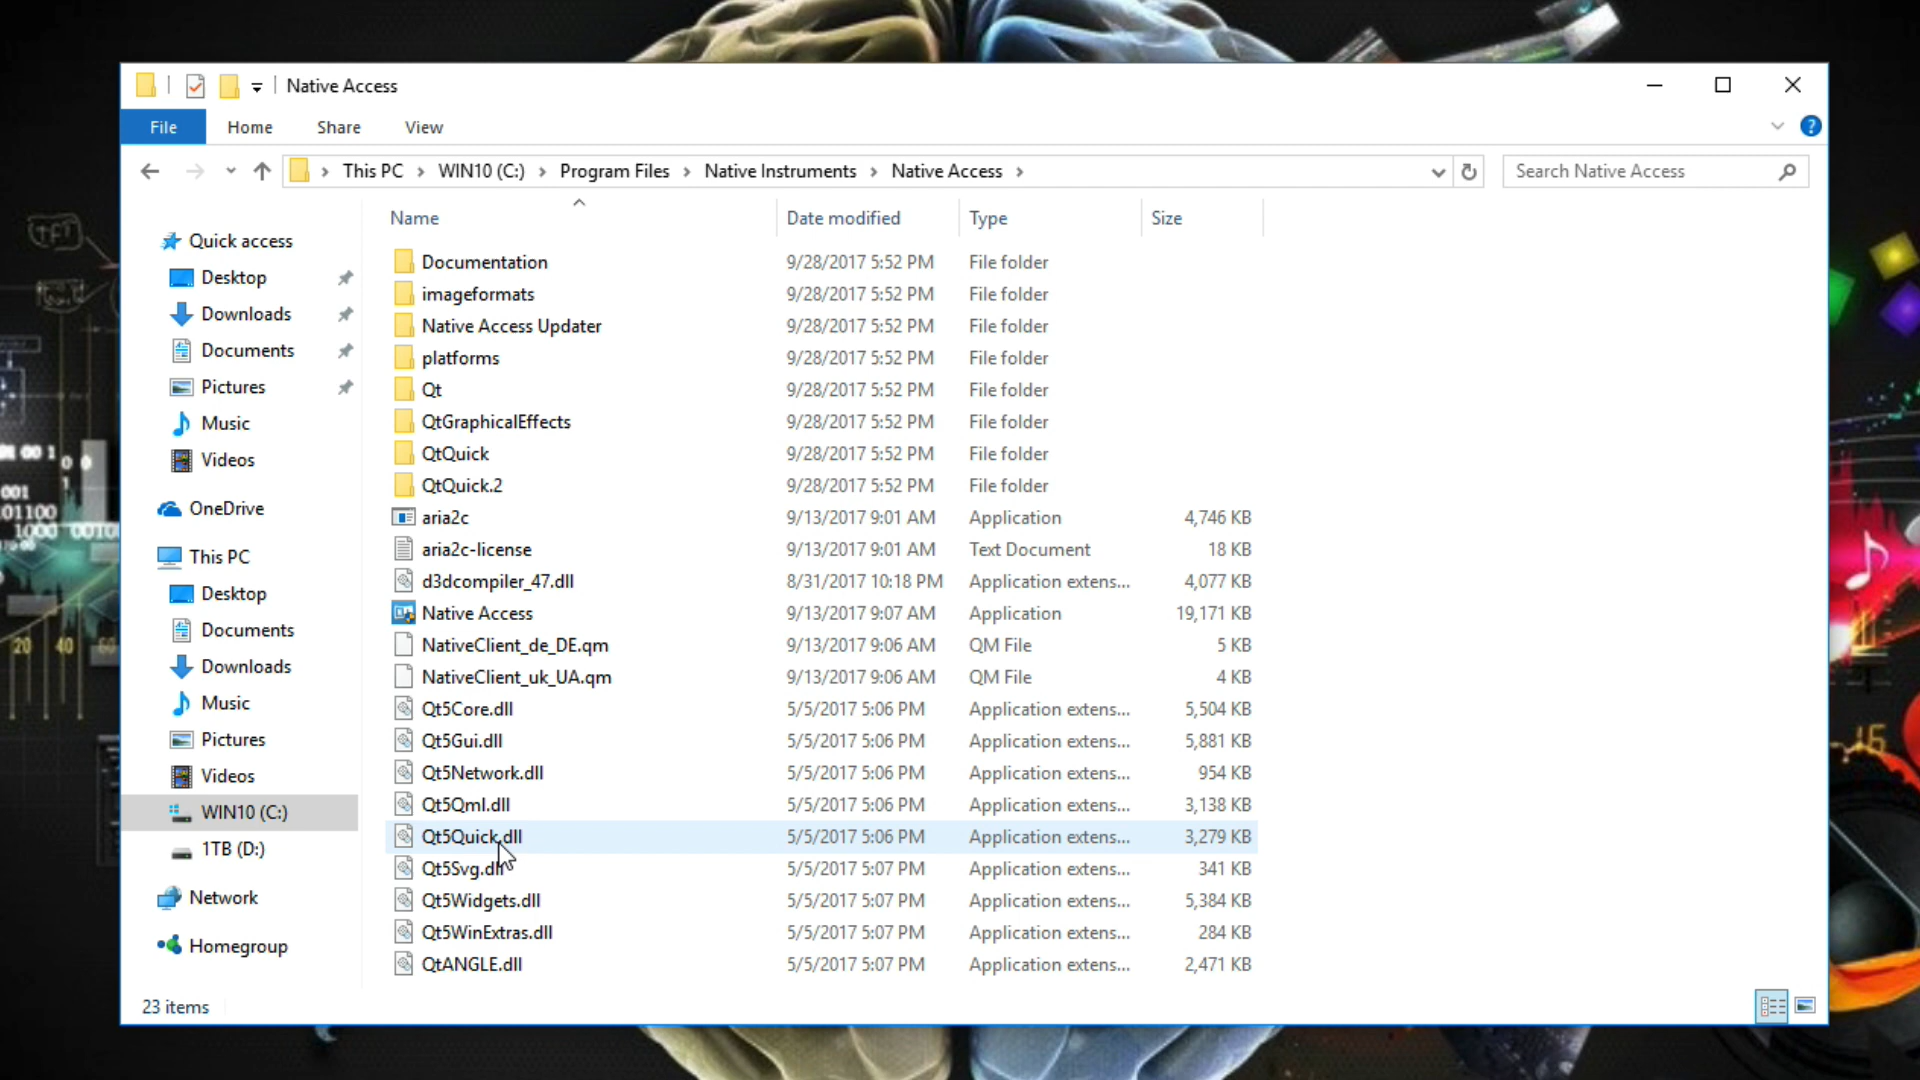 Native Access
File Home Share View
This PC WIN10 (C:) Program Files Native Instruments Native Access
Search Native Access
Name Date modified Type Size
Quick access
Desktop
Downloads
Documents
Pictures
Music
Videos
OneDrive
This PC
Desktop
Documents
Downloads
Music
Pictures
Videos
WIN10 (C:)
1TB (D:)
Network
Homegroup
Documentation 9/28/2017 5:52 PM File folder
imageformats 9/28/2017 5:52 PM File folder
Native Access Updater 9/28/2017 5:52 PM File folder
platforms 9/28/2017 5:52 PM File folder
Qt 9/28/2017 5:52 PM File folder
QtGraphicalEffects 9/28/2017 5:52 PM File folder
QtQuick 9/28/2017 5:52 PM File folder
QtQuick.2 9/28/2017 5:52 PM File folder
aria2c 9/13/2017 9:01 AM Application 4,746 KB
aria2c-license 9/13/2017 9:01 AM Text Document 18 KB
d3dcompiler_47.dll 8/31/2017 10:18 PM Application extens... 4,077 KB
Native Access 9/13/2017 9:07 AM Application 19,171 KB
NativeClient_de_DE.qm 9/13/2017 9:06 AM QM File 5 KB
NativeClient_uk_UA.qm 9/13/2017 9:06 AM QM File 4 KB
Qt5Core.dll 5/5/2017 5:06 PM Application extens... 5,504 KB
Qt5Gui.dll 5/5/2017 5:06 PM Application extens... 5,881 KB
Qt5Network.dll 5/5/2017 5:06 PM Application extens... 954 KB
Qt5Qml.dll 5/5/2017 5:06 PM Application extens... 3,138 KB
Qt5Quick.dll 5/5/2017 5:06 PM Application extens... 3,279 KB
Qt5Svg.dll 5/5/2017 5:07 PM Application extens... 341 KB
Qt5Widgets.dll 5/5/2017 5:07 PM Application extens... 5,384 KB
Qt5WinExtras.dll 5/5/2017 5:07 PM Application extens... 284 KB
QtANGLE.dll 5/5/2017 5:07 PM Application extens... 2,471 KB
23 items
20 40